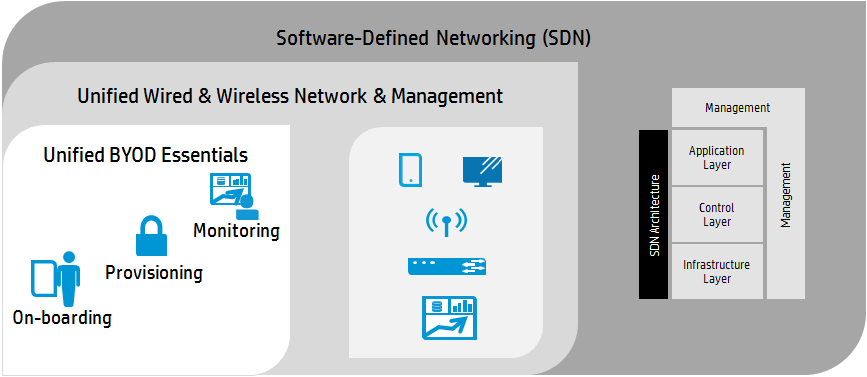 Software-Defined Networking (SDN)
Unified Wired & Wireless Network & Management
Unified BYOD Essentials
Monitoring
Provisioning
On-boarding
Management
SDN Architecture
Application
Layer
Control
Layer
Infrastructure
Layer
Management